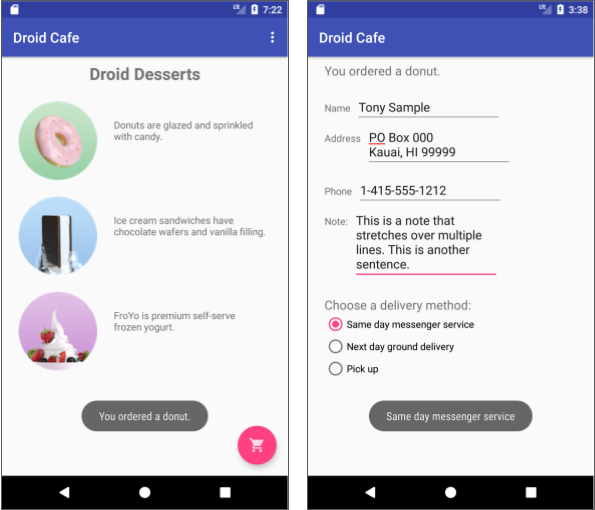 7:22
Droid Cafe
Droid Desserts
Donuts are glazed and sprinkled
with candy.
Ice cream sandwiches have
chocolate wafers and vanilla filling.
FroYo is premium self-serve
frozen yogurt.
You ordered a donut.
3:38
Droid Cafe
You ordered a donut.
Name Tony Sample
Address PO Box 000
Kauai, HI 99999
Phone 1-415-555-1212
Note: This is a note that
stretches over multiple
lines. This is another
sentence.
Choose a delivery method:
Same day messenger service
Next day ground delivery
Pick up
Same day messenger service